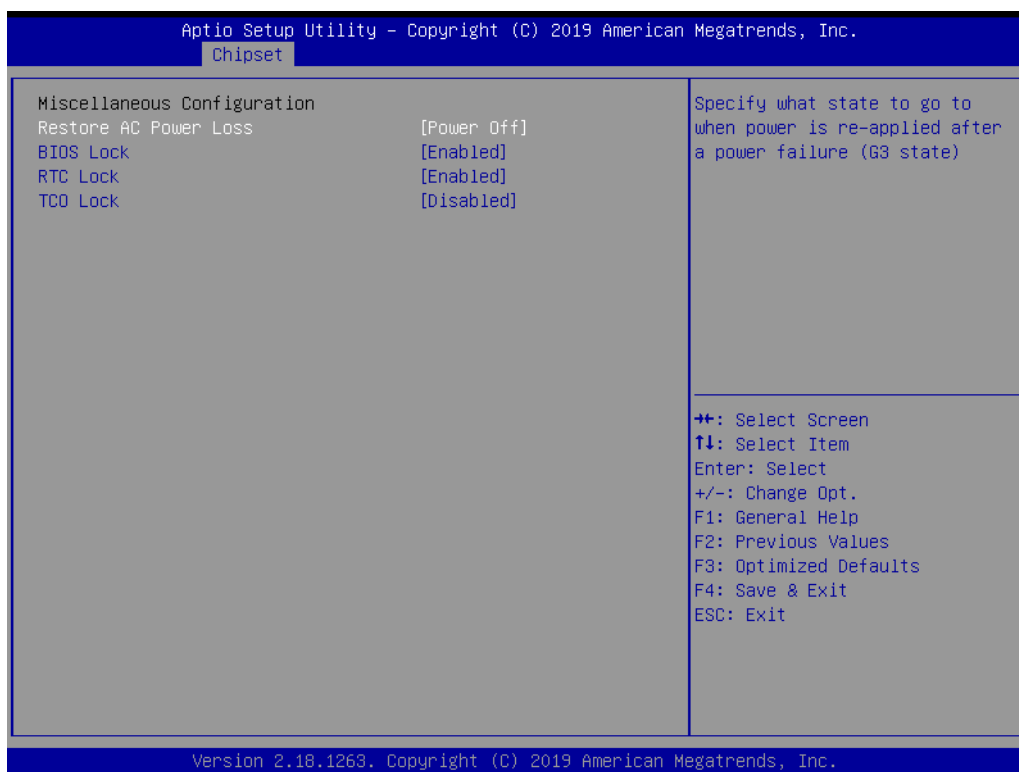 Aptio Setup Utility – Copyright (C) 2019 American Megatrends, Inc.
Chipset
Miscellaneous Configuration
Restore AC Power Loss [Power Off]
BIOS Lock [Enabled]
RTC Lock [Enabled]
TCO Lock [Disabled]
Specify what state to go to
when power is re-applied after
a power failure (G3 state)
→←: Select Screen
↑↓: Select Item
Enter: Select
+/-: Change Opt.
F1: General Help
F2: Previous Values
F3: Optimized Defaults
F4: Save & Exit
ESC: Exit
Version 2.18.1263. Copyright (C) 2019 American Megatrends, Inc.